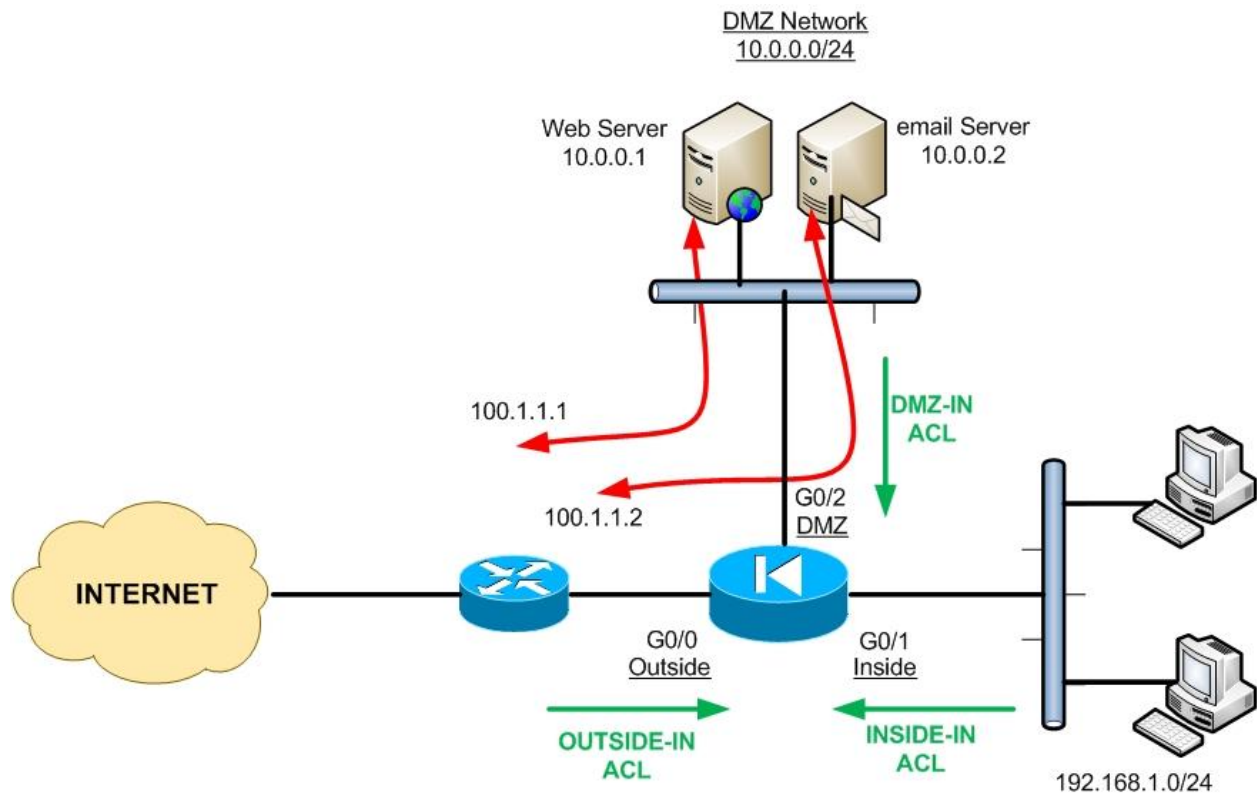 DMZ Network
10.0.0.0/24
Web Server
10.0.0.1
email Server
10.0.0.2
100.1.1.1
100.1.1.2
DMZ-IN
ACL
G0/2
DMZ
INTERNET
G0/0
Outside
G0/1
Inside
OUTSIDE-IN
ACL
INSIDE-IN
ACL
192.168.1.0/24